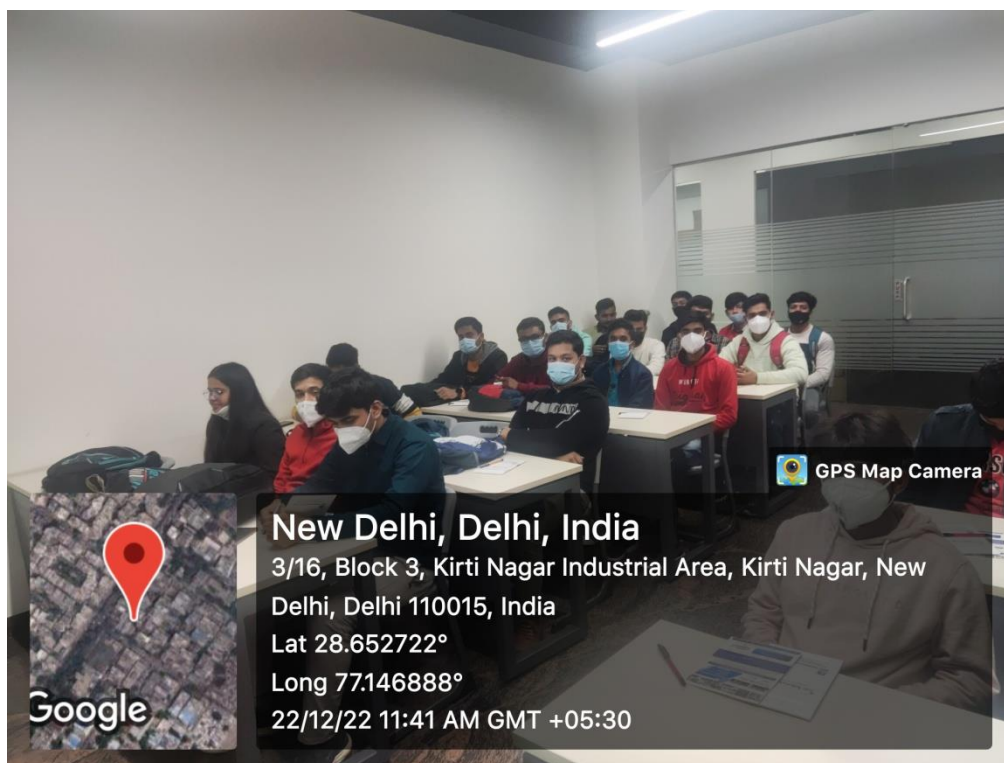 GPS Map Camera
New Delhi, Delhi, India
3/16, Block 3, Kirti Nagar Industrial Area, Kirti Nagar, New
Delhi, Delhi 110015, India
Lat 28.652722°
Long 77.146888°
22/12/22 11:41 AM GMT +05:30
Google